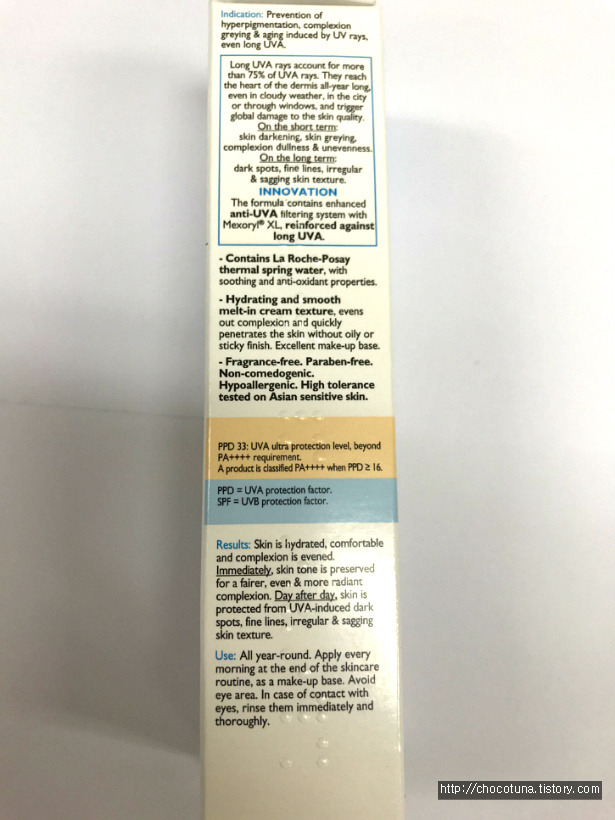 Indication: Prevention of
hyperpigmentation, complexion
greying & aging induced by UV rays,
even long UVA.
Long UVA rays account for more
than 75% of UVA rays. They reach
the heart of the dermis all-year long,
even in cloudy weather, in the city
or through windows, and trigger
global damage to the skin quality.
On the short term:
skin darkening, skin greying,
complexion dullness & unevenness.
On the long term:
dark spots, fine lines, irregular
& sagging skin texture.
INNOVATION
The formula contains enhanced
anti-UVA filtering system with
Mexoryl® XL, reinforced against
long UVA.
- Contains La Roche-Posay
thermal spring water, with
soothing and anti-oxidant properties.
- Hydrating and smooth
melt-in cream texture, evens
out complexion and quickly
penetrates the skin without oily or
sticky finish. Excellent make-up base.
- Fragrance-free. Paraben-free.
Non-comedogenic.
Hypoallergenic. High tolerance
tested on Asian sensitive skin.
PPD 33: UVA ultra protection level, beyond
PA++++ requirement.
A product is classified PA++++ when PPD ≥ 16.
PPD = UVA protection factor.
SPF = UVB protection factor.
Results: Skin is hydrated, comfortable
and complexion is evened.
Immediately, skin tone is preserved
for a fairer, even & more radiant
complexion. Day after day, skin is
protected from UVA-induced dark
spots, fine lines, irregular & sagging
skin texture.
Use: All year-round. Apply every
morning at the end of the skincare
routine, as a make-up base. Avoid
eye area. In case of contact with
eyes, rinse them immediately and
thoroughly.
http://chocotuna.tistory.com